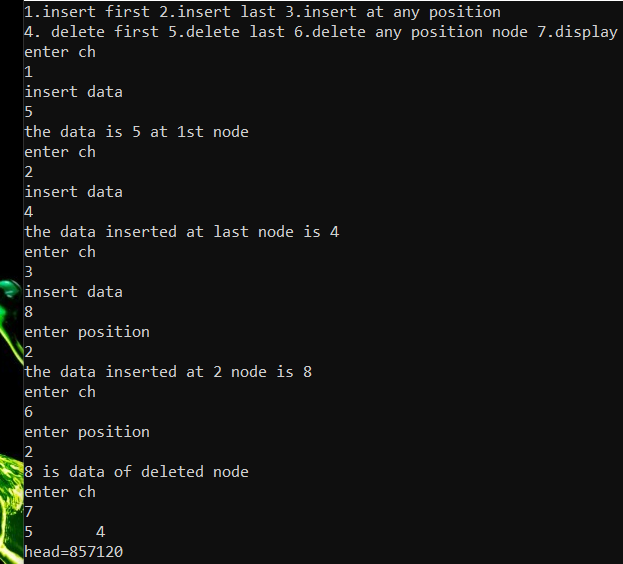 1.insert first 2.insert last 3.insert at any position
4. delete first 5.delete last 6.delete any position node 7.display
enter ch
1
insert data
5
the data is 5 at 1st node
enter ch
2
insert data
4
the data inserted at last node is 4
enter ch
3
insert data
8
enter position
2
the data inserted at 2 node is 8
enter ch
6
enter position
2
8 is data of deleted node
enter ch
7
5       4
head=857120